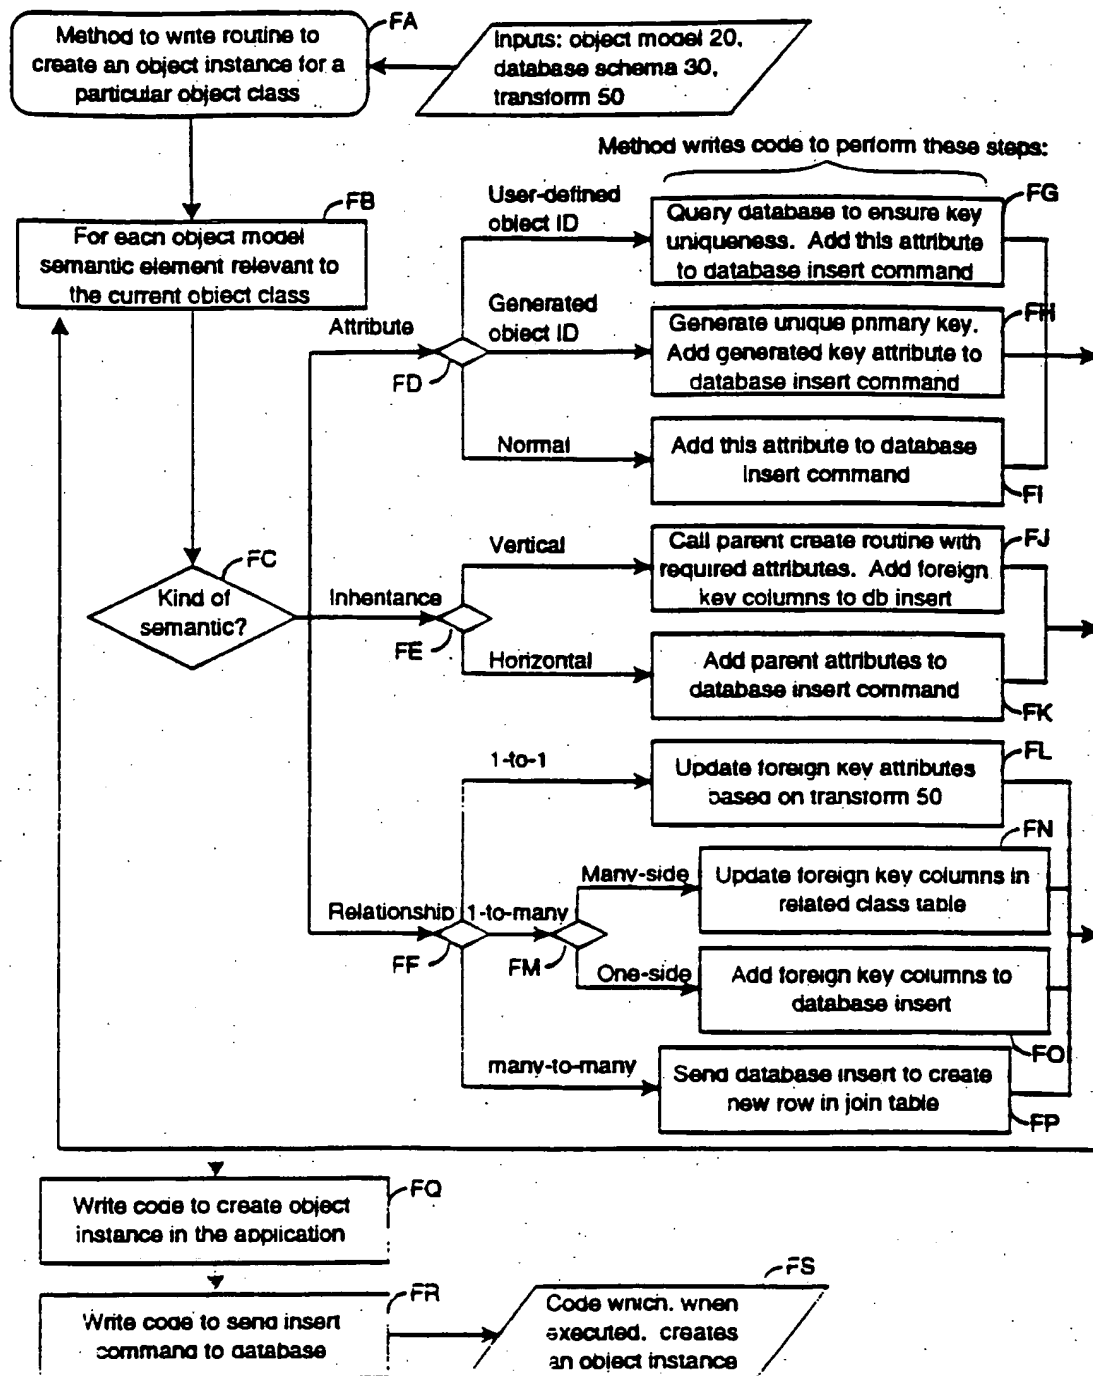 FA
Method to write routine to
create an object instance for a
particular object class
Inputs: object model 20,
database schema 30,
transform 50
Method writes code to perform these steps:
FB
For each object model
semantic element relevant to
the current object class
User-defined
object ID
FG
Query database to ensure key
uniqueness. Add this attribute
to database insert command
Attribute
FD
Generated
object ID
FH
Generate unique primary key.
Add generated key attribute to
database insert command
Normal
Add this attribute to database
insert command
FI
FC
Kind of
semantic?
Inheritance
FE
Vertical
FJ
Call parent create routine with
required attributes. Add foreign
key columns to db insert
Horizontal
Add parent attributes to
database insert command
FK
1-to-1
FL
Update foreign key attributes
based on transform 50
Relationship
FF
1-to-many
FM
Many-side
FN
Update foreign key columns in
related class table
One-side
Add foreign key columns to
database insert
FO
many-to-many
Send database insert to create
new row in join table
FP
FQ
Write code to create object
instance in the application
FR
Write code to send insert
command to database
FS
Code which, when
executed, creates
an object instance